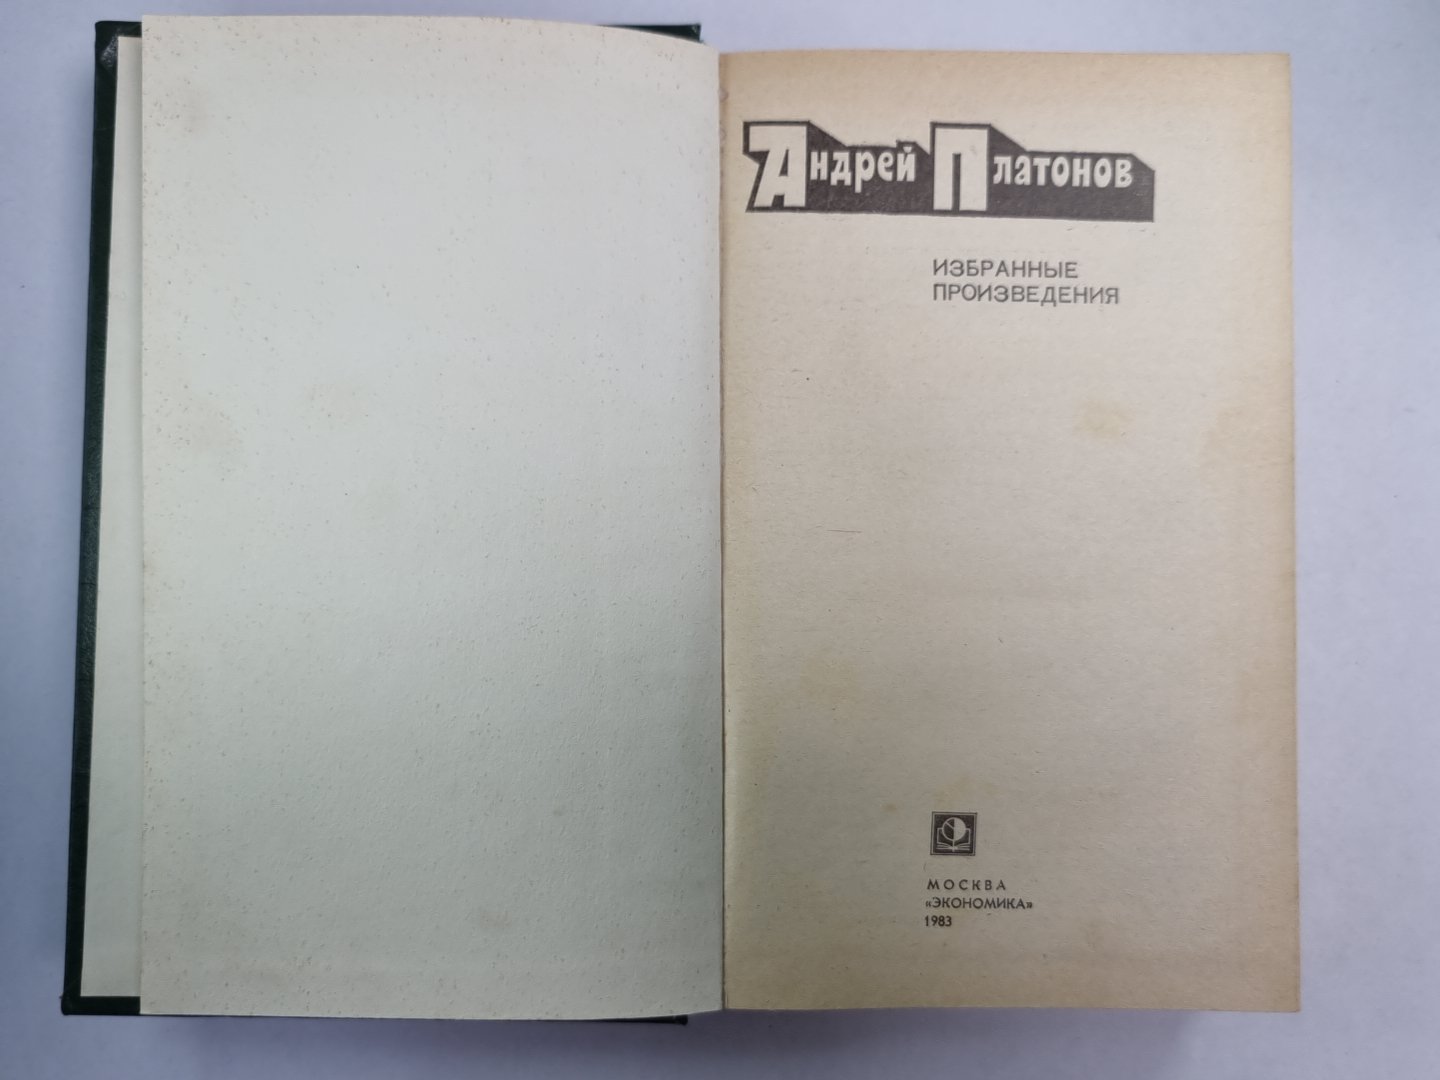 Андрей Платонов
ИЗБРАННЫЕ
ПРОИЗВЕДЕНИЯ
МОСКВА
«ЭКОНОМИКА»
1983